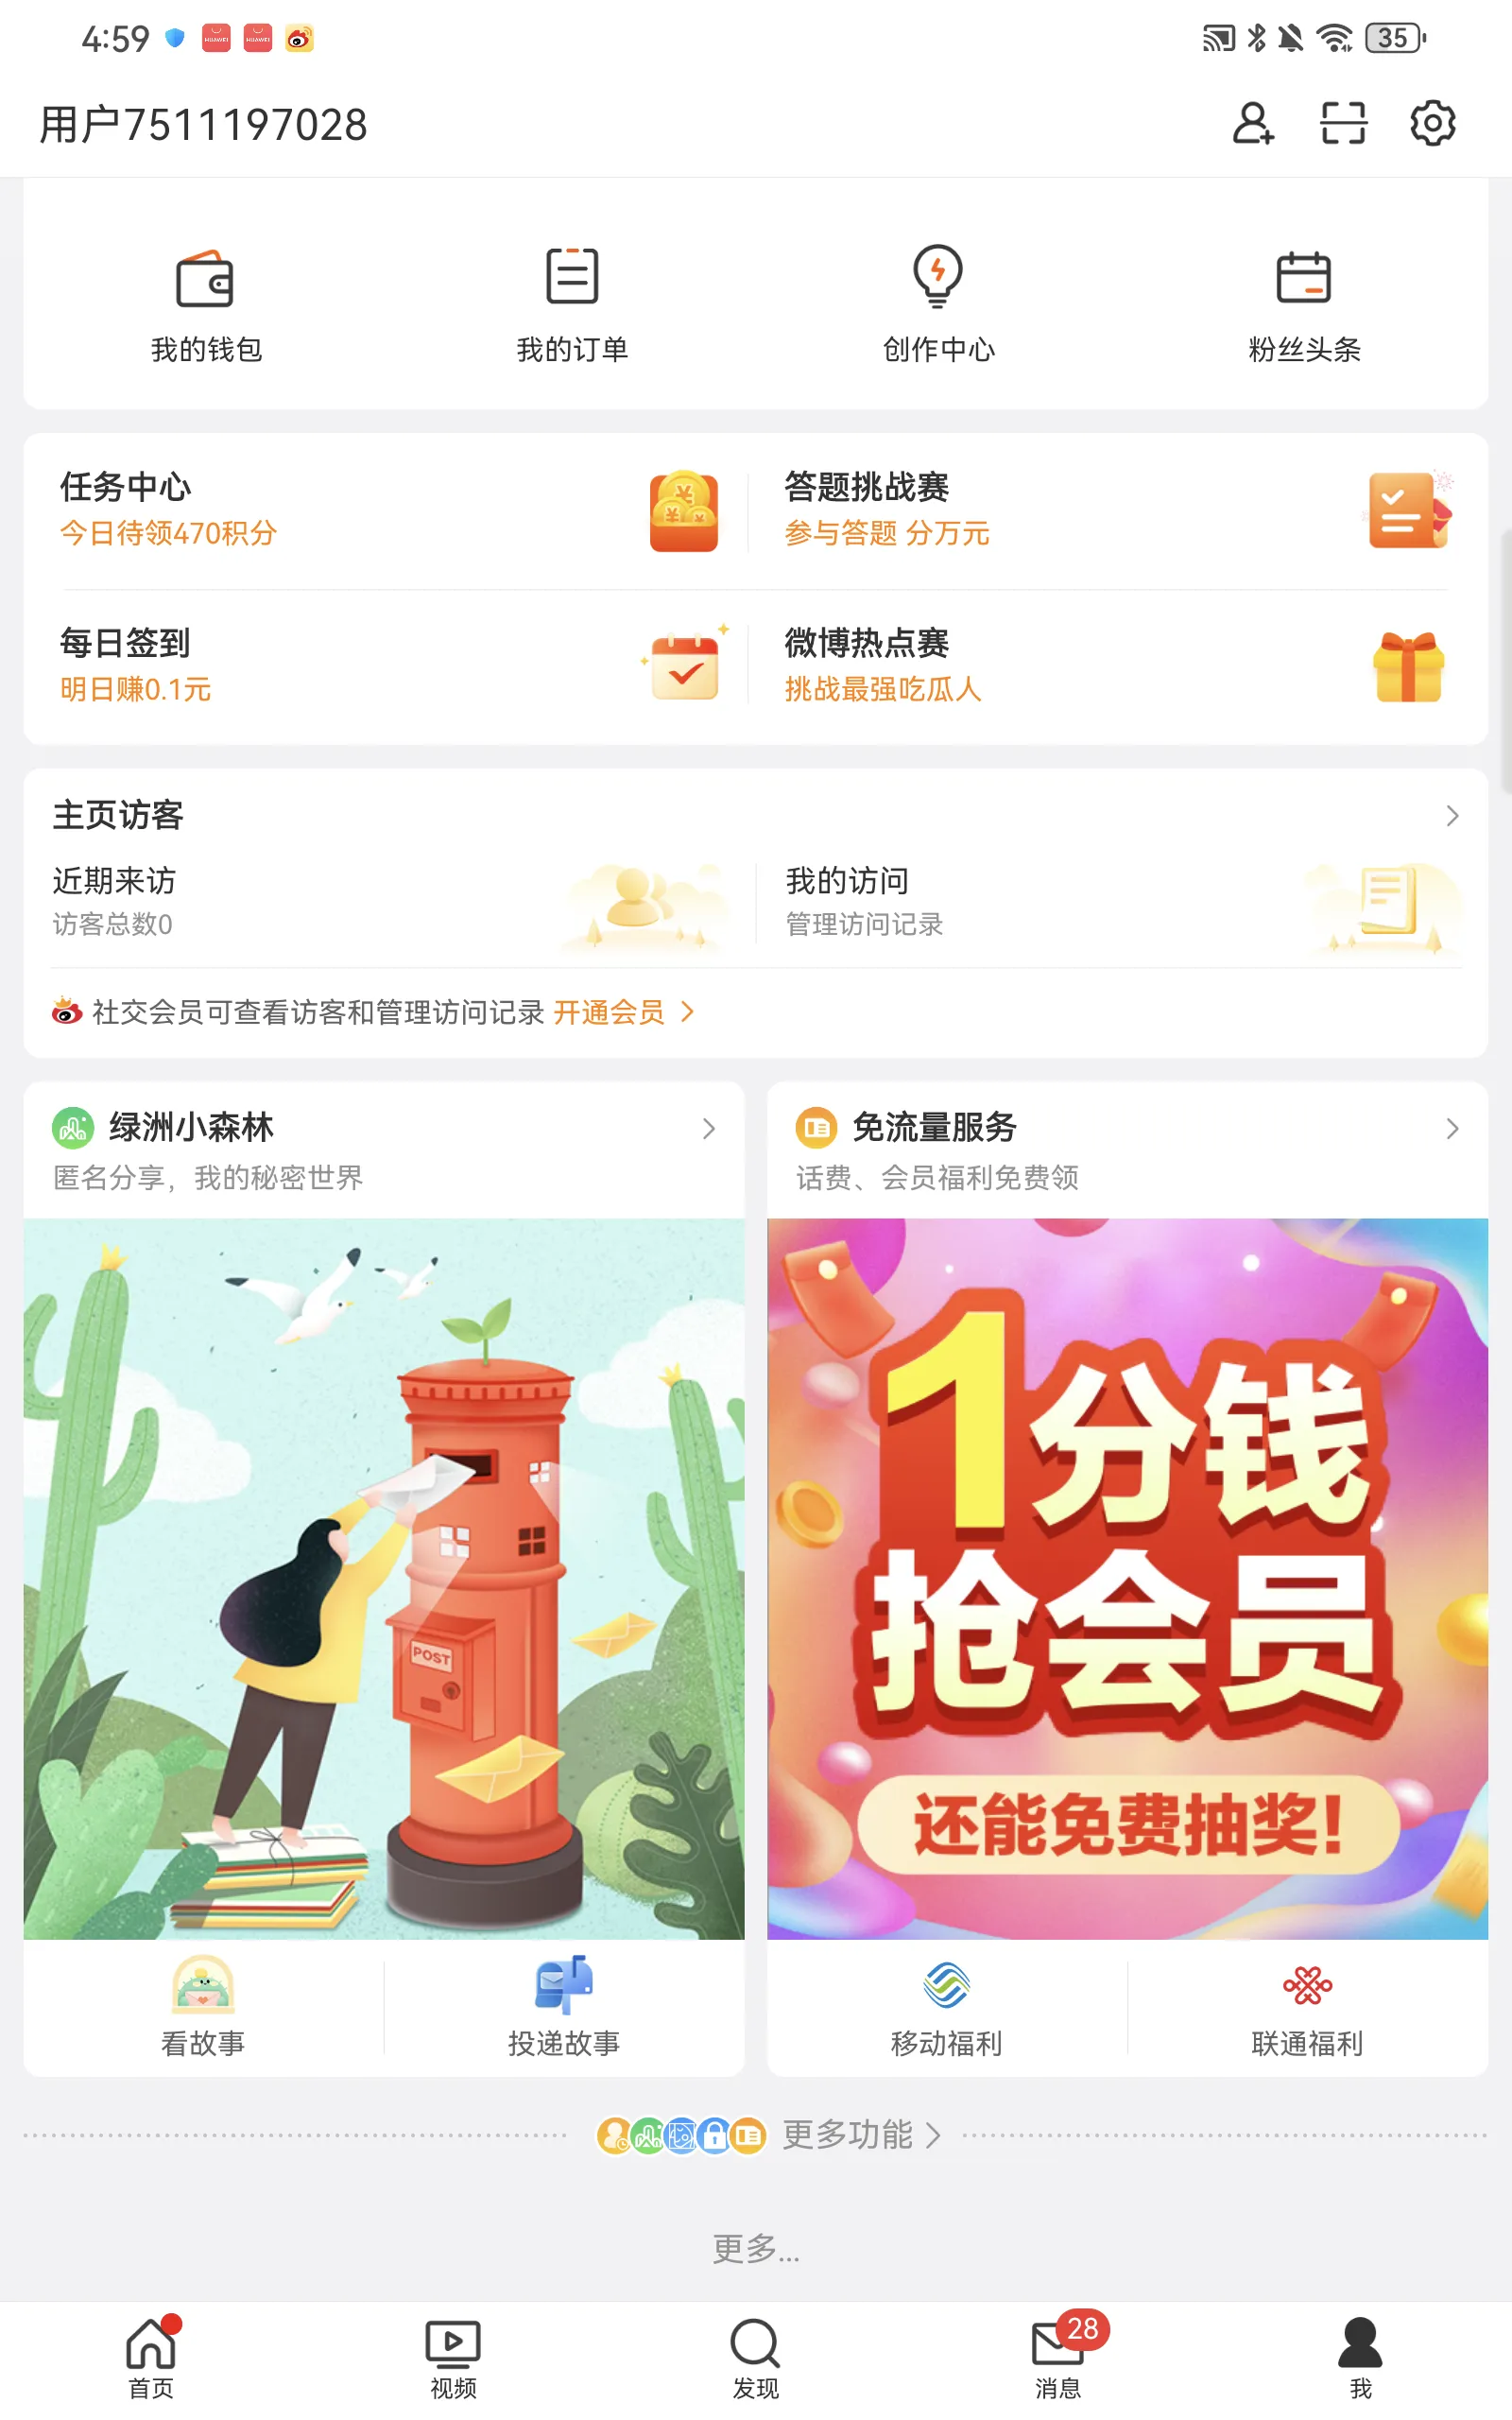 4:59
HUAWEI HUAWEI
35
用户7511197028
我的钱包 我的订单 创作中心 粉丝头条
任务中心
今日待领470积分
答题挑战赛
参与答题 分万元
每日签到
明日赚0.1元
微博热点赛
挑战最强吃瓜人
主页访客
近期来访
访客总数0
我的访问
管理访问记录
社交会员可查看访客和管理访问记录 开通会员
绿洲小森林
匿名分享，我的秘密世界
POST
看故事 投递故事
免流量服务
话费、会员福利免费领
1分钱
抢会员
还能免费抽奖!
移动福利 联通福利
更多功能
更多...
28
首页 视频 发现 消息 我